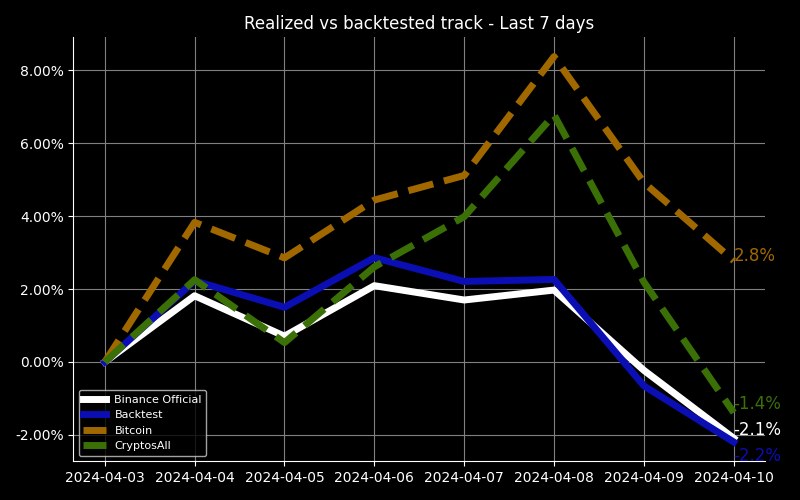 Realized vs backtested track - Last 7 days
8.00%
6.00%
4.00%
2.00%
0.00%
-2.00%
2.8%
-1.4%
-2.1%
-2.2%
Binance Official
Backtest
Bitcoin
CryptosAll
2024-04-03 2024-04-04 2024-04-05 2024-04-06 2024-04-07 2024-04-08 2024-04-09 2024-04-10